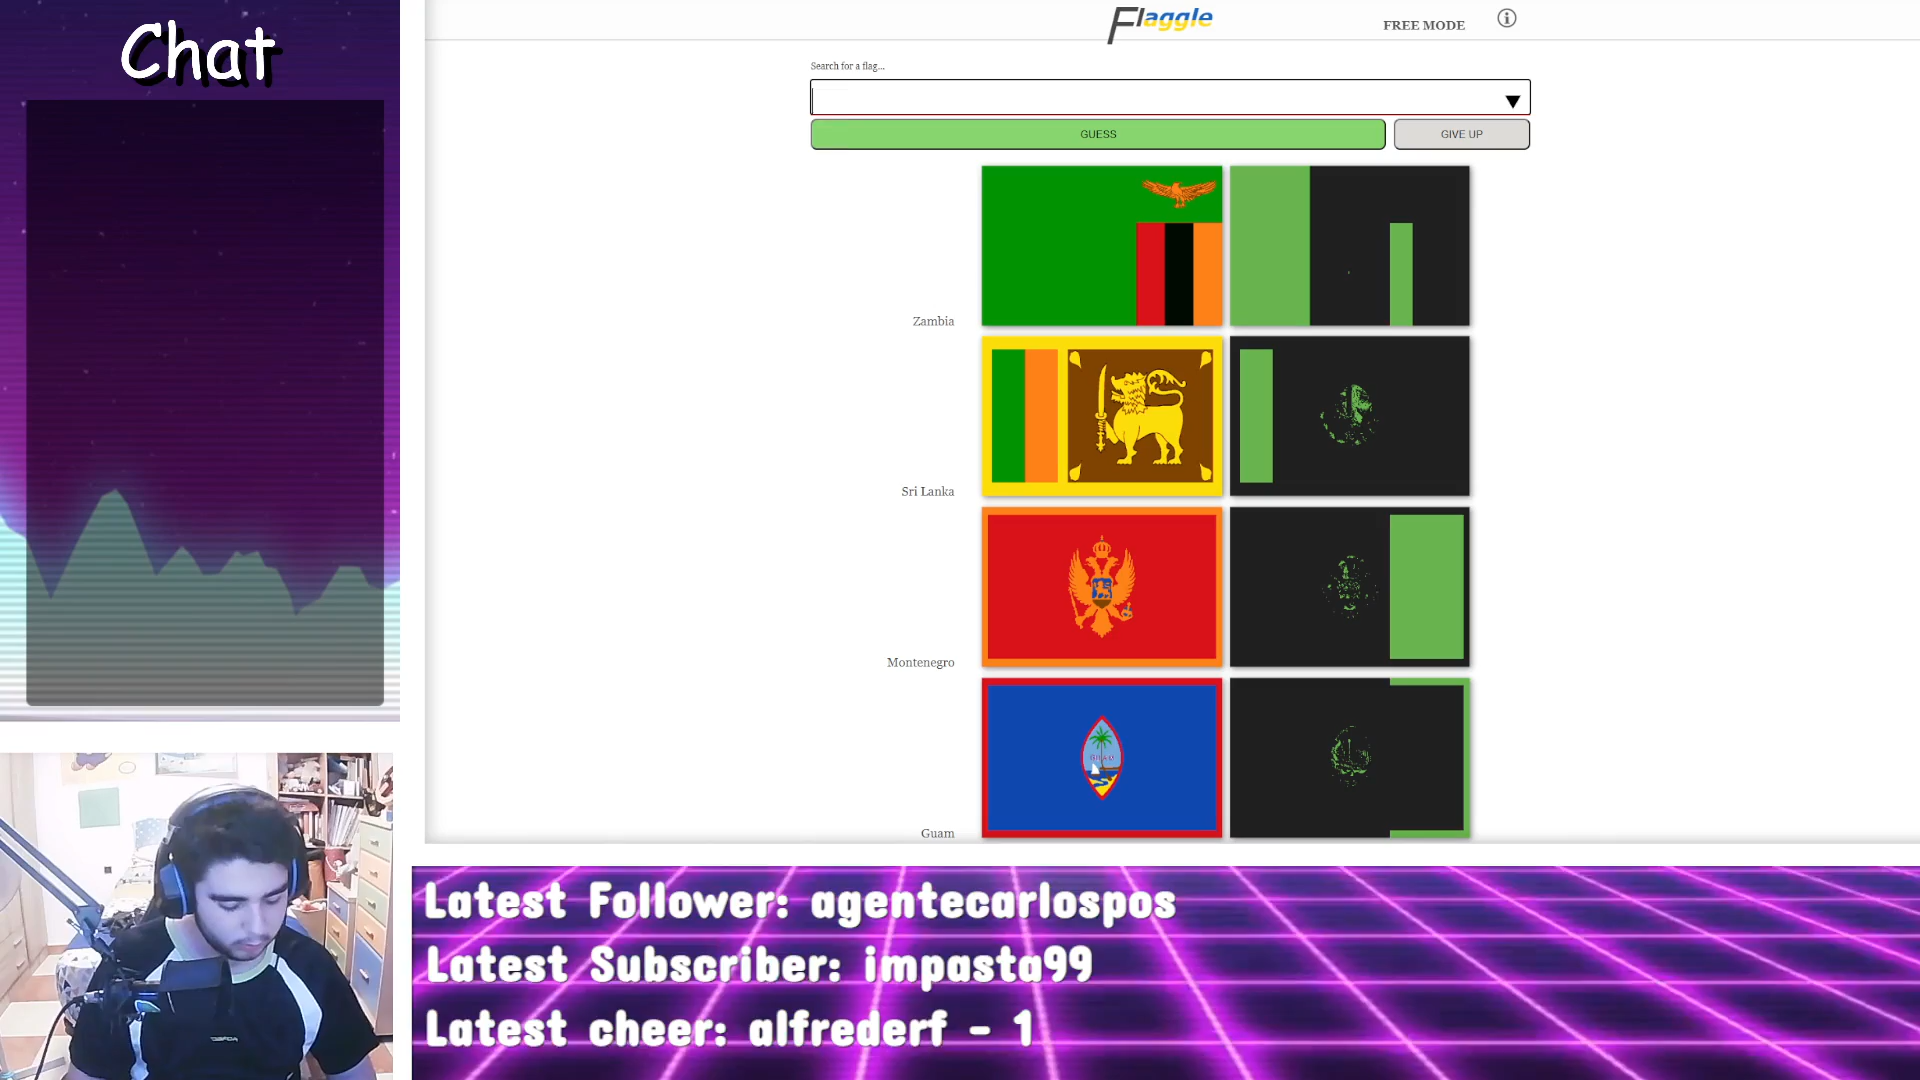 Chat
Flaggle
FREE MODE
Search for a flag...
GUESS
GIVE UP
Zambia
Sri Lanka
Montenegro
Guam
Latest Follower: agentecarlospos
Latest Subscriber: impasta99
Latest cheer: alfrederf - 1